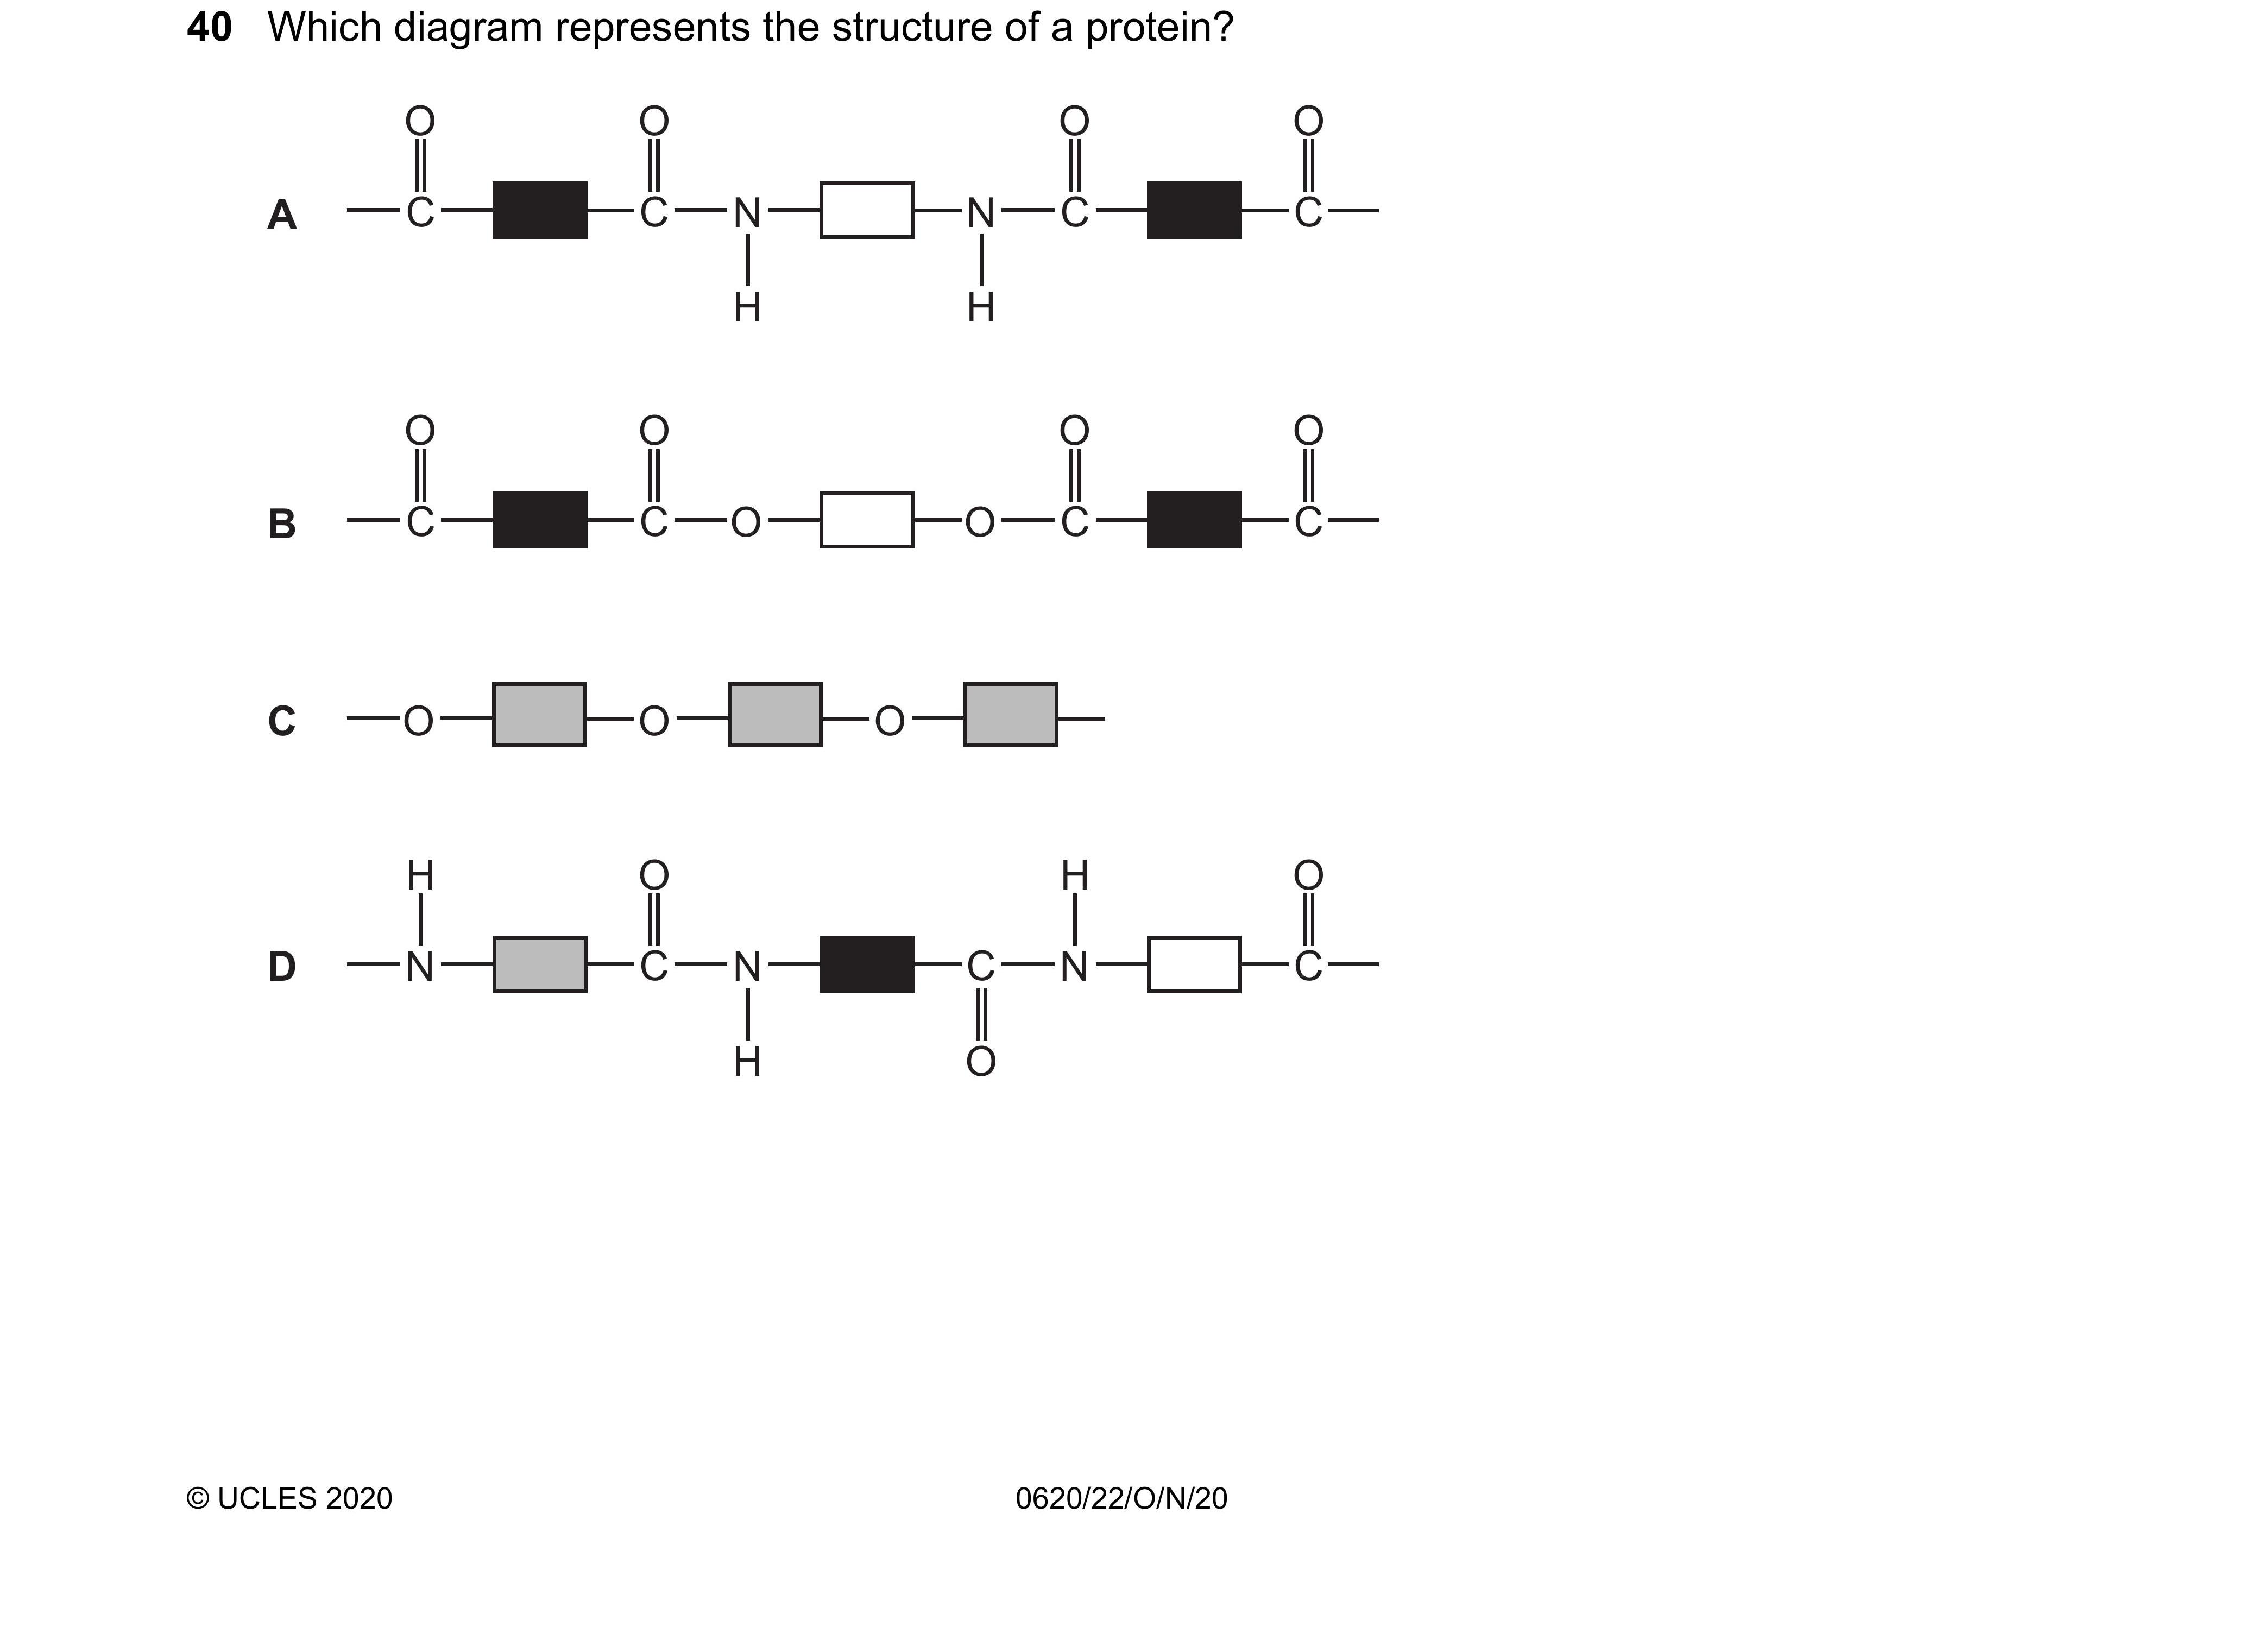 40 Which diagram represents the structure of a protein?
O O O O
A C C N N C C
H H
O O O O
B C C O O C C
C O O O
H O H O
D N C N C N C
H O
© UCLES 2020 0620/22/O/N/20